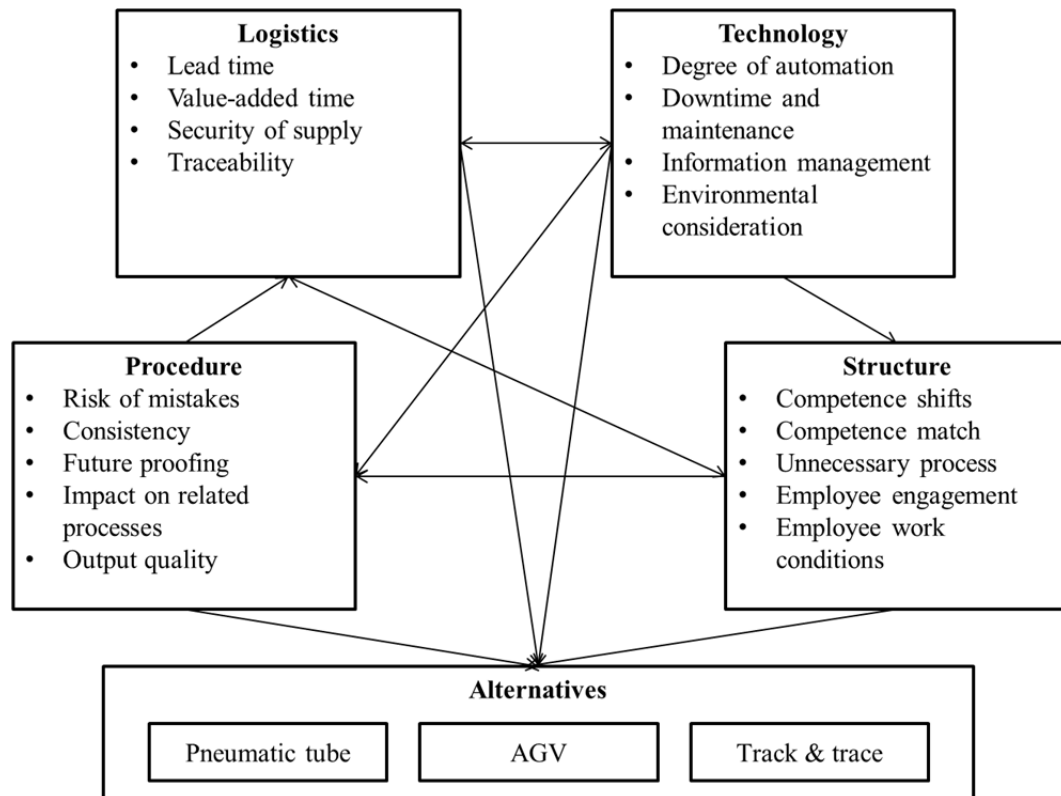 Logistics
• Lead time
• Value-added time
• Security of supply
• Traceability
Technology
• Degree of automation
• Downtime and
maintenance
• Information management
• Environmental
consideration
Procedure
• Risk of mistakes
• Consistency
• Future proofing
• Impact on related
processes
• Output quality
Structure
• Competence shifts
• Competence match
• Unnecessary process
• Employee engagement
• Employee work
conditions
Alternatives
Pneumatic tube
AGV
Track & trace